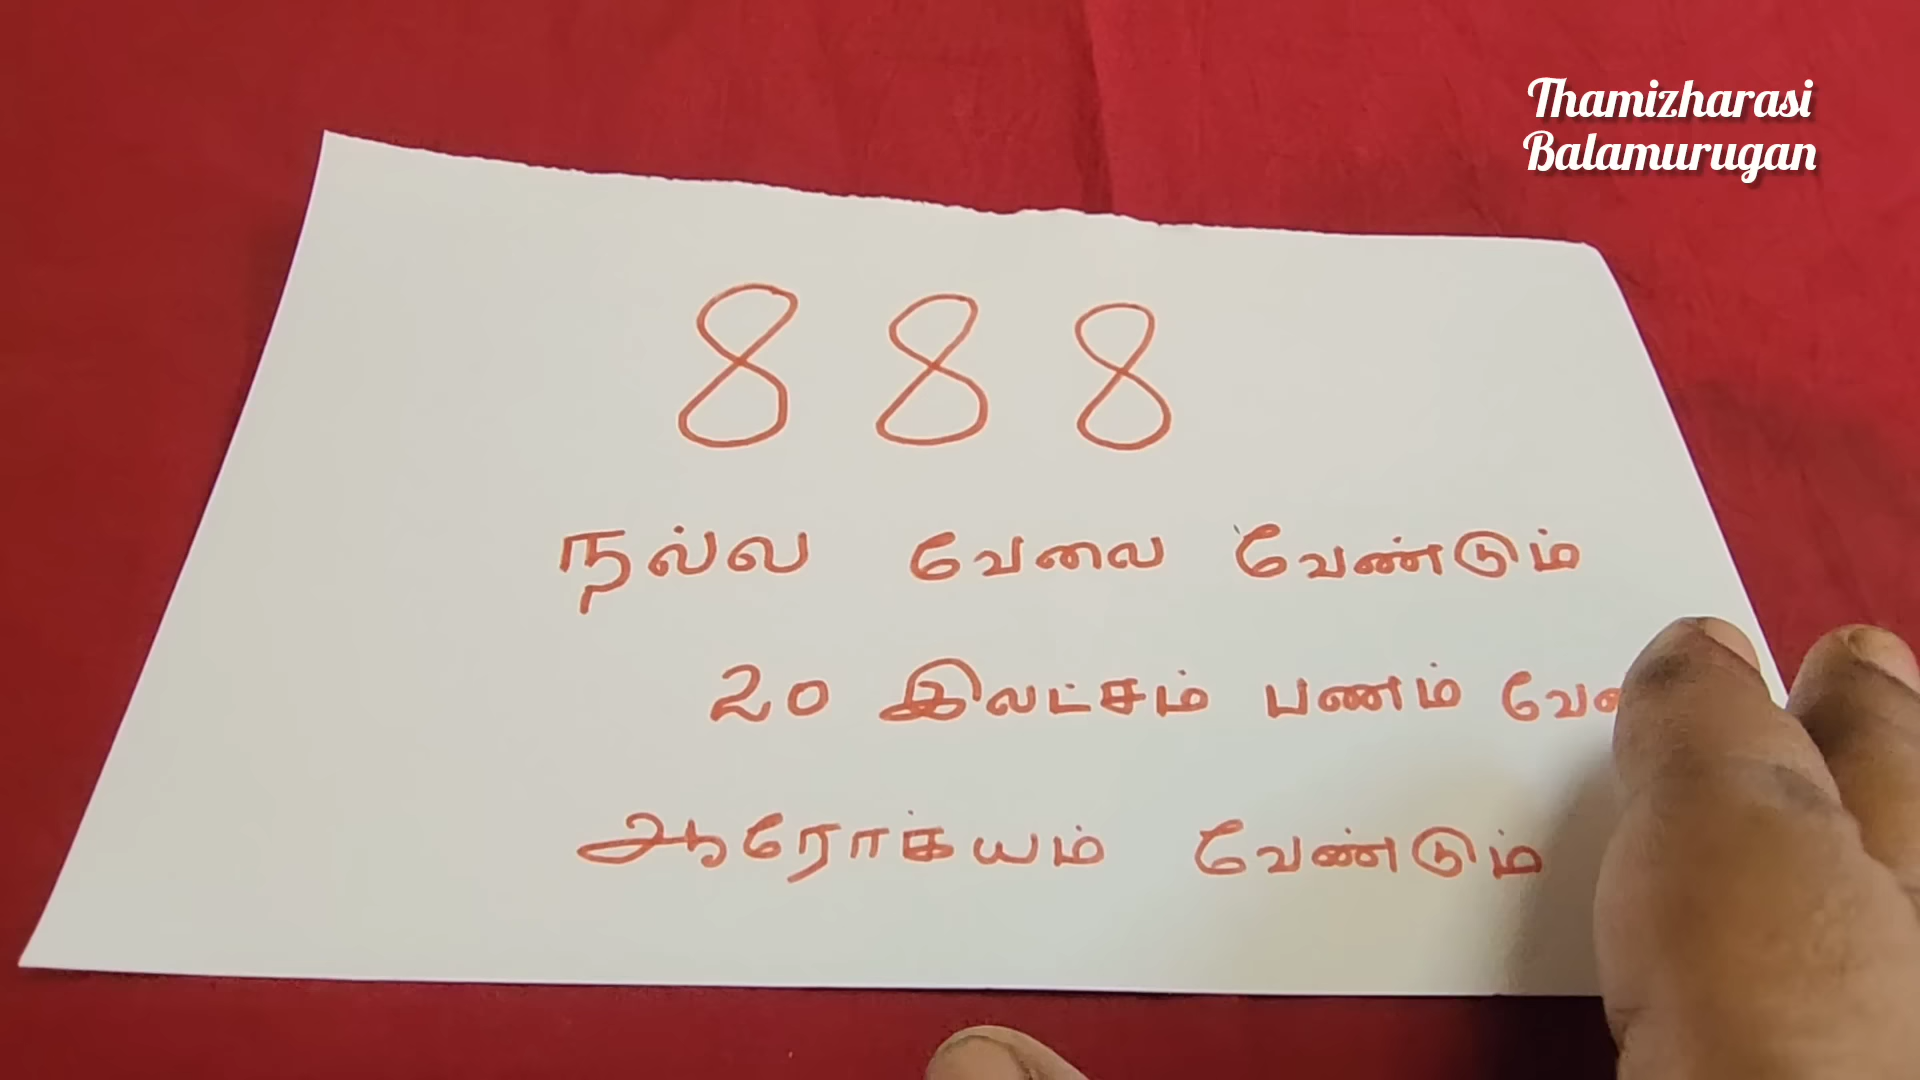 Thamizharasi
Balamurugan
888
நல்ல வேலை வேண்டும்
20 இலட்சம் பணம்
ஆரோக்யம் வேண்டும்